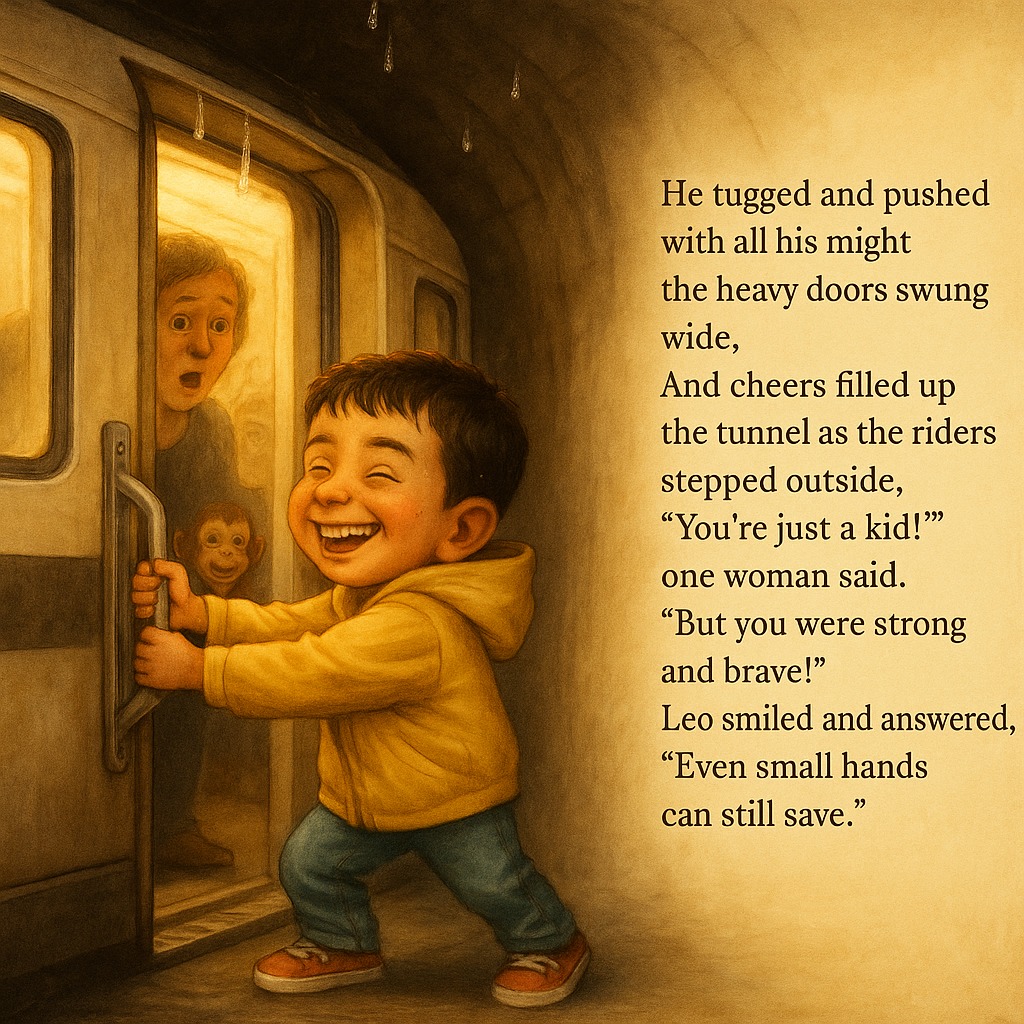 He tugged and pushed
with all his might
the heavy doors swung
wide,
And cheers filled up
the tunnel as the riders
stepped outside,
“You're just a kid!’”
one woman said.
“But you were strong
and brave!”
Leo smiled and answered,
“Even small hands
can still save.”